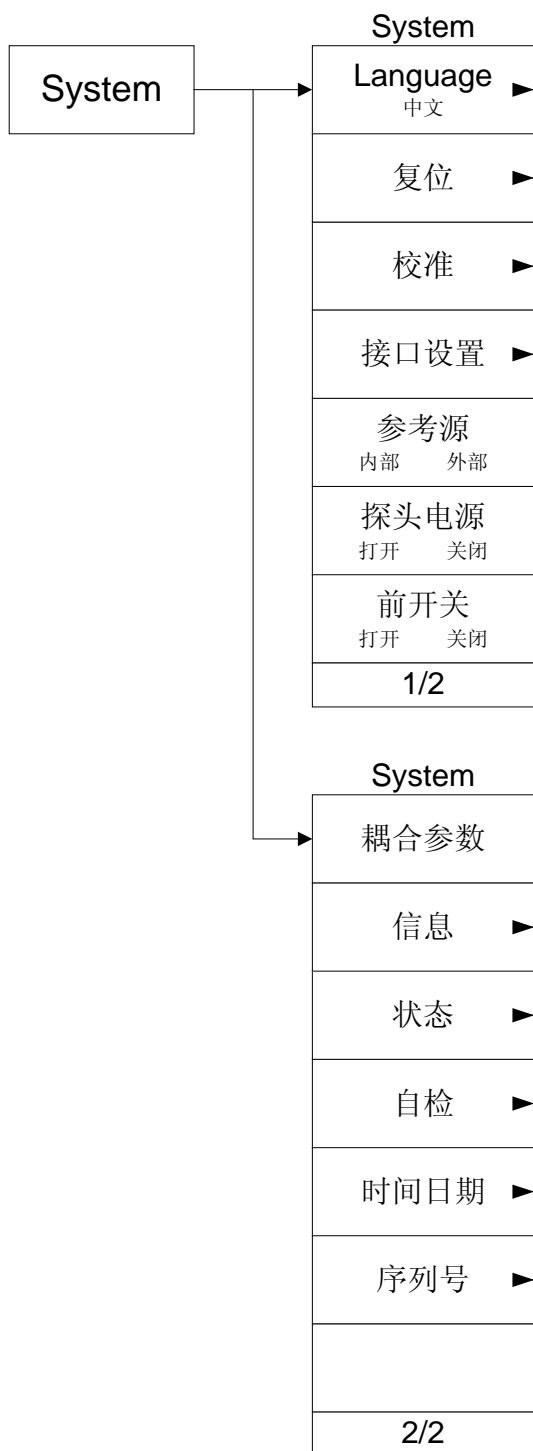 System
System
Language
中文
复位
校准
接口设置
参考源
内部 外部
探头电源
打开 关闭
前开关
打开 关闭
1/2
System
耦合参数
信息
状态
自检
时间日期
序列号
2/2